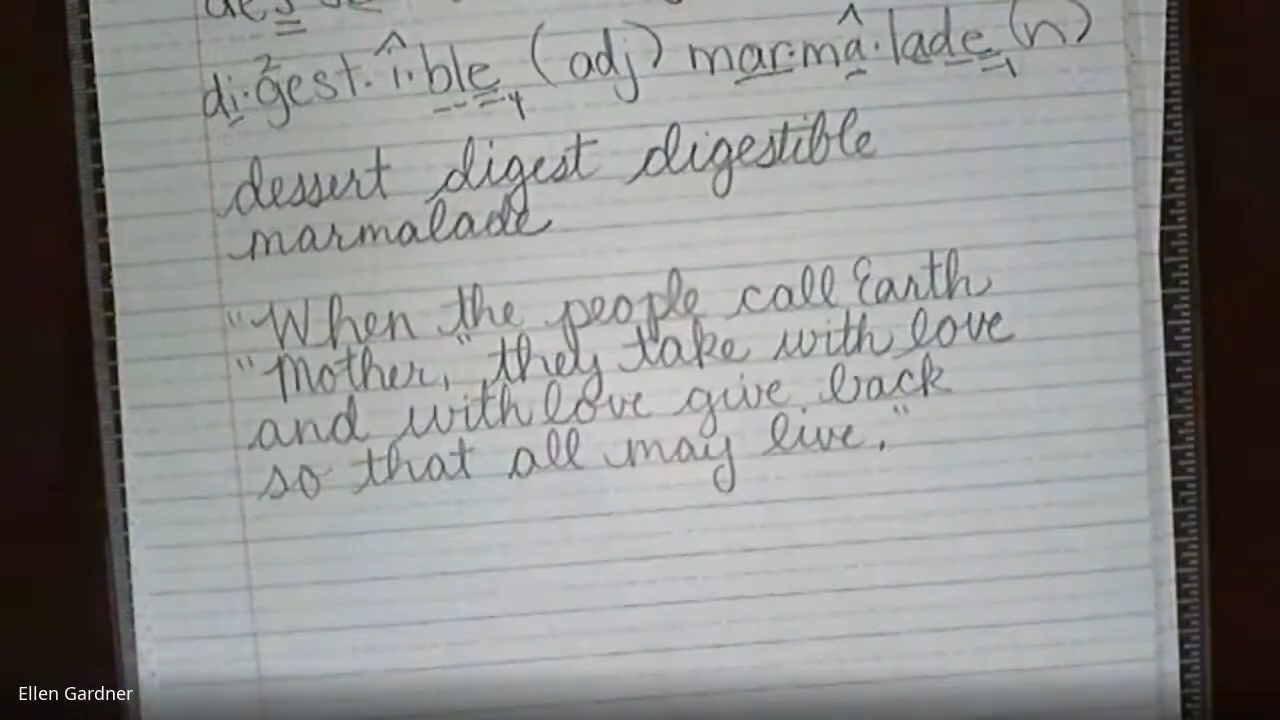 di·gest·i·ble (adj) mar·ma·lade (n)
dessert digest digestible
marmalade
"When the people call Earth
"Mother," they take with love
and with love give back
so that all may live."
Ellen Gardner